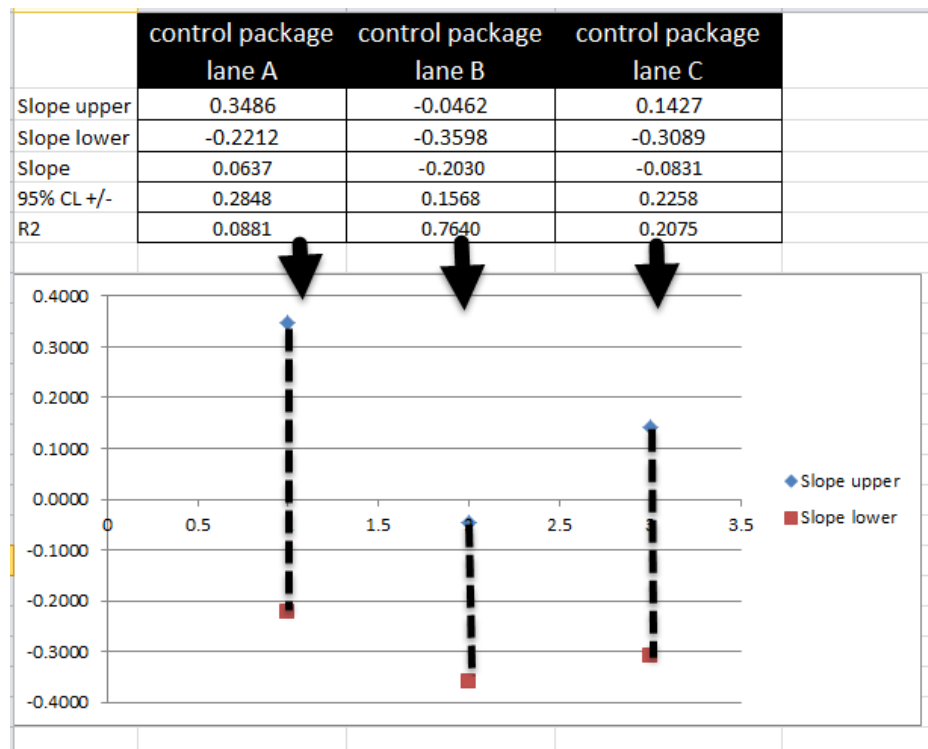 control package control package control package
lane A lane B lane C
Slope upper 0.3486 -0.0462 0.1427
Slope lower -0.2212 -0.3598 -0.3089
Slope 0.0637 -0.2030 -0.0831
95% CL +/- 0.2848 0.1568 0.2258
R2 0.0881 0.7640 0.2075
0.4000
0.3000
0.2000
0.1000
0.0000
0 0.5 1.5 2 2.5 3 3.5
-0.1000
-0.2000
-0.3000
-0.4000
Slope upper
Slope lower